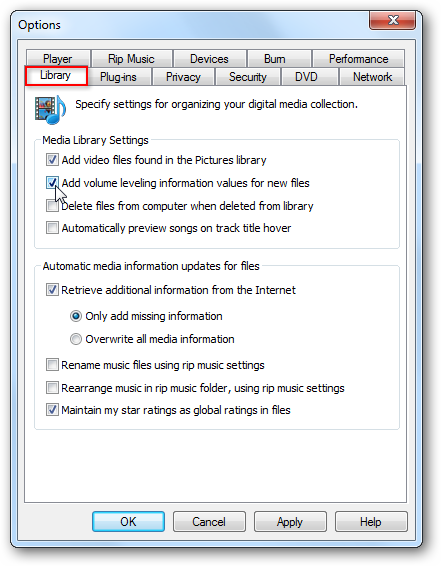 Options
Player Rip Music Devices Burn Performance
Library Plug-ins Privacy Security DVD Network
Specify settings for organizing your digital media collection.
Media Library Settings
Add video files found in the Pictures library
Add volume leveling information values for new files
Delete files from computer when deleted from library
Automatically preview songs on track title hover
Automatic media information updates for files
Retrieve additional information from the Internet
Only add missing information
Overwrite all media information
Rename music files using rip music settings
Rearrange music in rip music folder, using rip music settings
Maintain my star ratings as global ratings in files
OK Cancel Apply Help